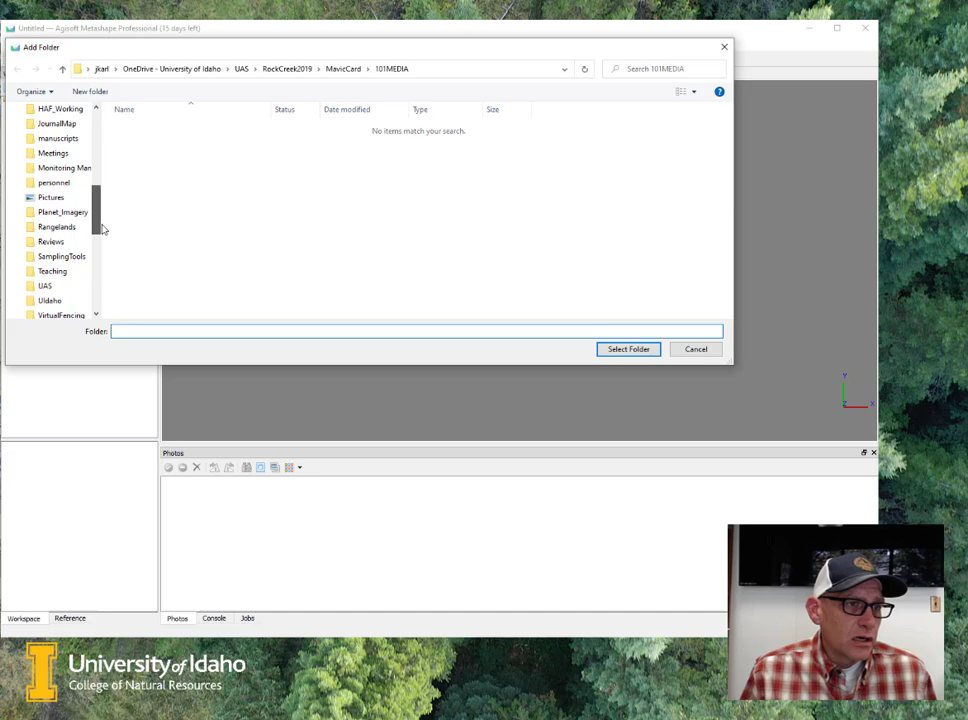 Untitled — Agisoft Metashape Professional (15 days left)
Add Folder
jkarl › OneDrive - University of Idaho › UAS › RockCreek2019 › MavicCard › 101MEDIA
Search 101MEDIA
Organize
New folder
Name
Status
Date modified
Type
Size
No items match your search.
HAF_Working
JournalMap
manuscripts
Meetings
Monitoring Man
personnel
Pictures
Planet_Imagery
Rangelands
Reviews
SamplingTools
Teaching
UAS
UIdaho
VirtualFencing
Folder:
Select Folder
Cancel
Y
Z
X
Photos
Workspace
Reference
Photos
Console
Jobs
I
University of Idaho
College of Natural Resources